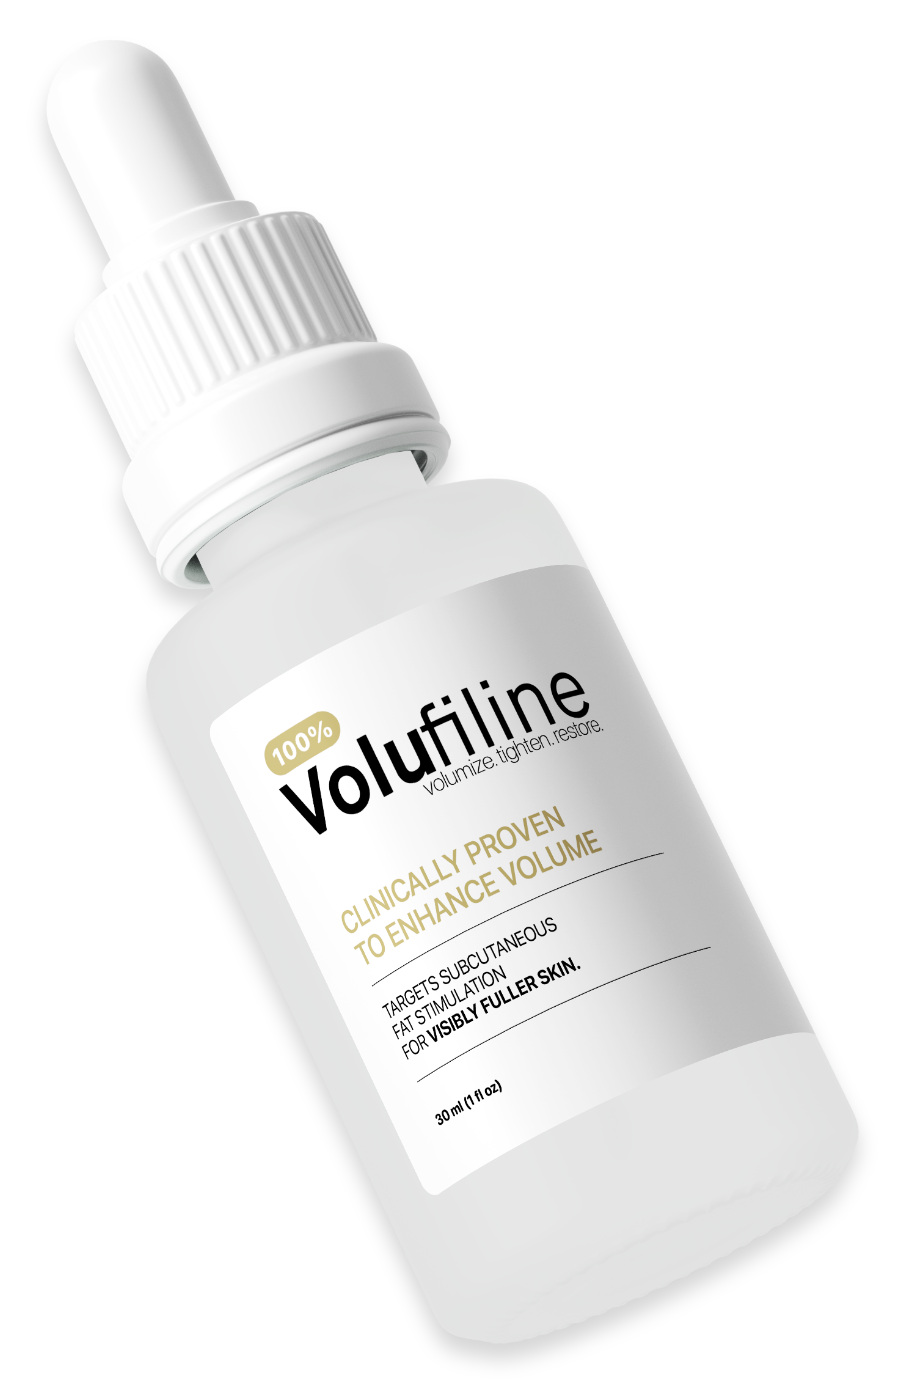 100%
Volufiline
volumize. tighten. restore.
CLINICALLY PROVEN
TO ENHANCE VOLUME
TARGETS SUBCUTANEOUS
FAT STIMULATION
FOR VISIBLY FULLER SKIN.
30 ml (1 fl oz)